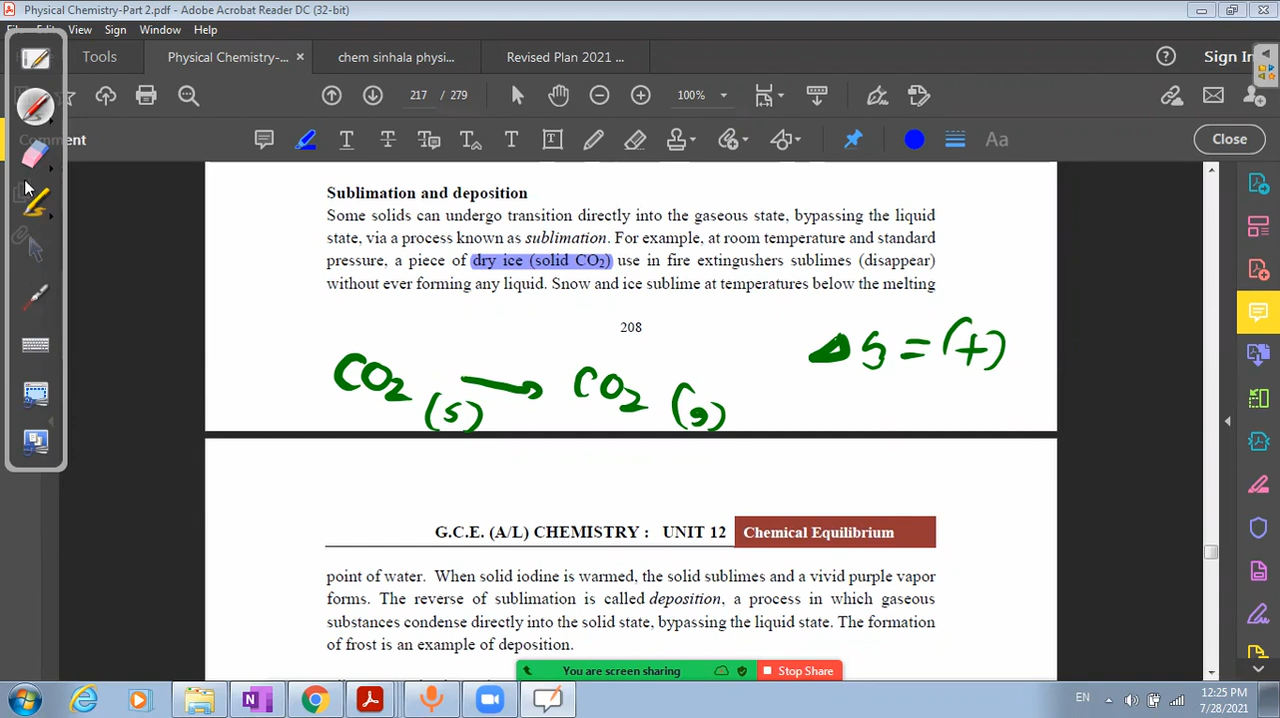 Physical Chemistry-Part 2.pdf - Adobe Acrobat Reader DC (32-bit)
View Sign Window Help
Tools Physical Chemistry-... × chem sinhala physi... Revised Plan 2021 ... Sign In
217 / 279 100%
Comment T T T T T Aa Close
Sublimation and deposition
Some solids can undergo transition directly into the gaseous state, bypassing the liquid
state, via a process known as sublimation. For example, at room temperature and standard
pressure, a piece of dry ice (solid CO₂) use in fire extingushers sublimes (disappear)
without ever forming any liquid. Snow and ice sublime at temperatures below the melting
208
ΔS = (+)
CO₂ (s) → CO₂ (g)
G.C.E. (A/L) CHEMISTRY : UNIT 12 Chemical Equilibrium
point of water. When solid iodine is warmed, the solid sublimes and a vivid purple vapor
forms. The reverse of sublimation is called deposition, a process in which gaseous
substances condense directly into the solid state, bypassing the liquid state. The formation
of frost is an example of deposition.
You are screen sharing Stop Share
EN 12:25 PM
7/28/2021